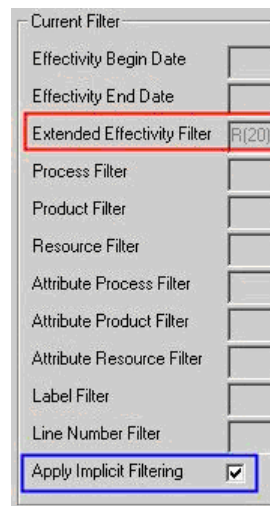 Current Filter
Effectivity Begin Date
Effectivity End Date
Extended Effectivity Filter R(20)
Process Filter
Product Filter
Resource Filter
Attribute Process Filter
Attribute Product Filter
Attribute Resource Filter
Label Filter
Line Number Filter
Apply Implicit Filtering